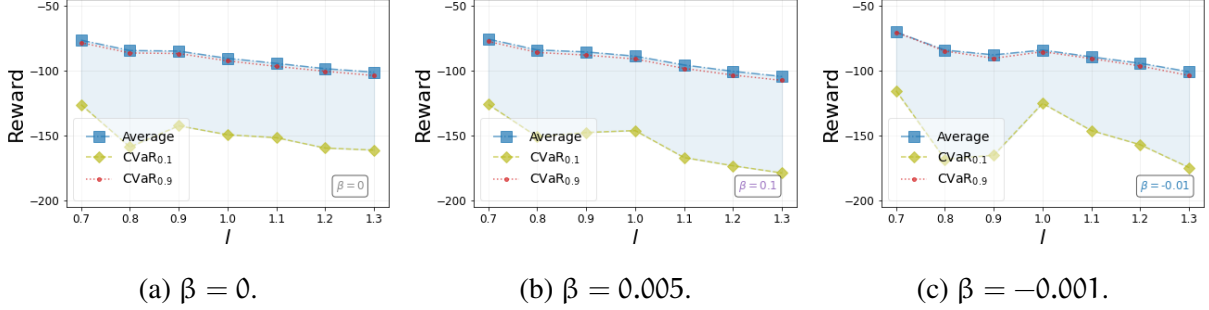 −50
−100
−150
−200
Reward
Average
CVaR0.1
CVaR0.9
β = 0
0.7 0.8 0.9 1.0 1.1 1.2 1.3
l
(a) β = 0.
−50
−100
−150
−200
Reward
Average
CVaR0.1
CVaR0.9
β = 0.1
0.7 0.8 0.9 1.0 1.1 1.2 1.3
l
(b) β = 0.005.
−50
−100
−150
−200
Reward
Average
CVaR0.1
CVaR0.9
β = -0.01
0.7 0.8 0.9 1.0 1.1 1.2 1.3
l
(c) β = −0.001.